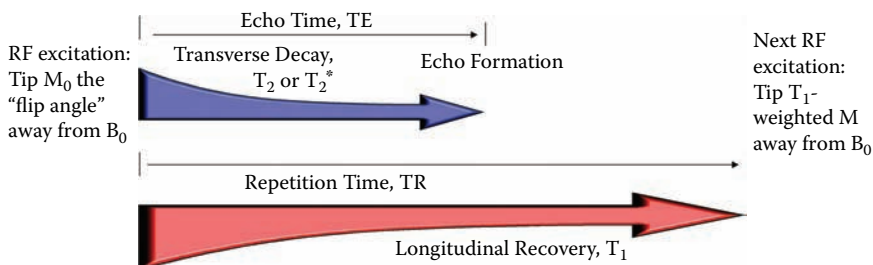 Echo Time, TE
RF excitation:
Tip M₀ the
“flip angle”
away from B₀
Transverse Decay,
T₂ or T₂*
Echo Formation
Next RF
excitation:
Tip T₁-
weighted M
away from B₀
Repetition Time, TR
Longitudinal Recovery, T₁